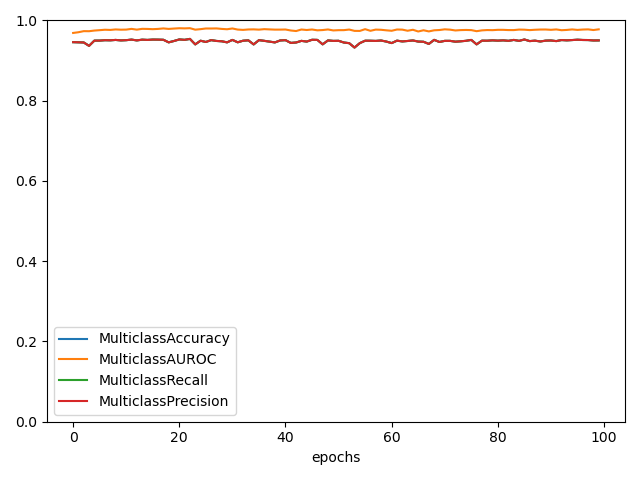 1.0
0.8
0.6
0.4
0.2
0.0
MulticlassAccuracy
MulticlassAUROC
MulticlassRecall
MulticlassPrecision
0 20 40 60 80 100
epochs